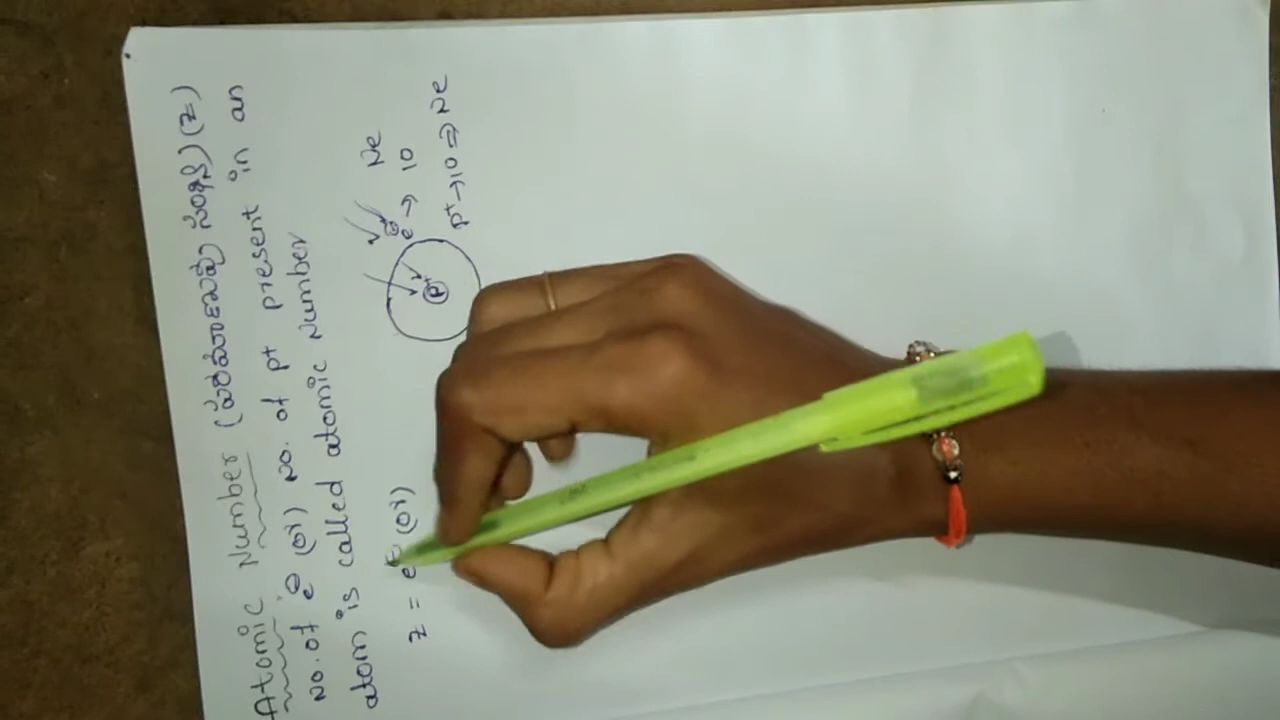 Atomic Number (ಪರಮಾಣುವು ಸಂಖ್ಯೆ) (z=)
No. of e⊖ (or) No. of p+ present in an
atom is called atomic Number
Ne
e → 10
p+
p+→10 ⇒ Ne
z = e (or)